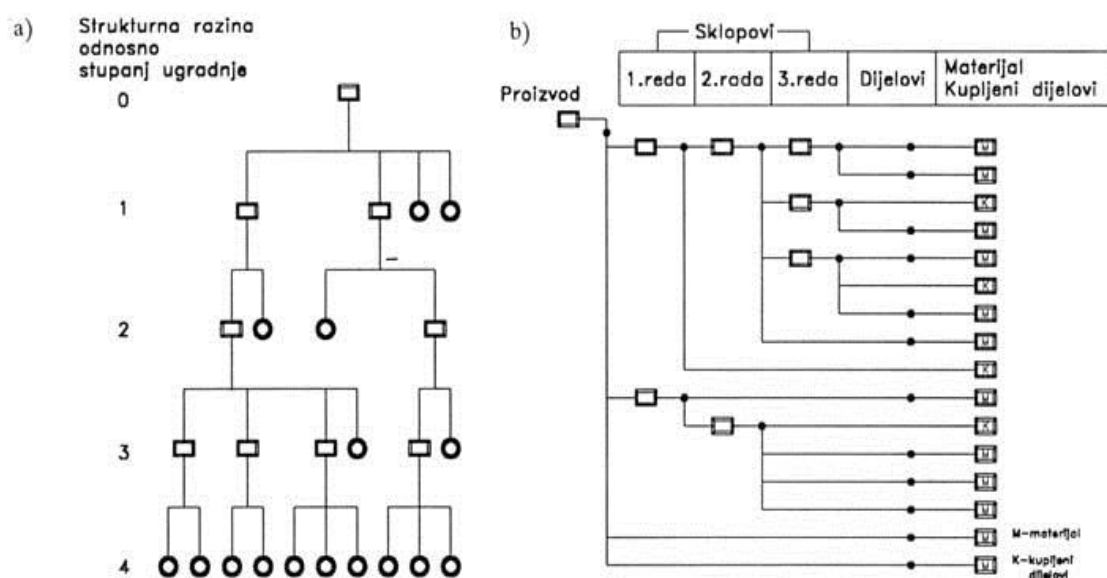 a)
Strukturna razina
odnosno
stupanj ugradnje
0
1
2
3
4
b)
Sklopovi
1.reda
2.rada
3.reda
Dijelovi
Materijal
Kupljeni dijelovi
Proizvod
M
M
K
M
M
K
M
M
K
M
K
M
M
M
M
M-materijal
K
K-kupljeni
dijelovi